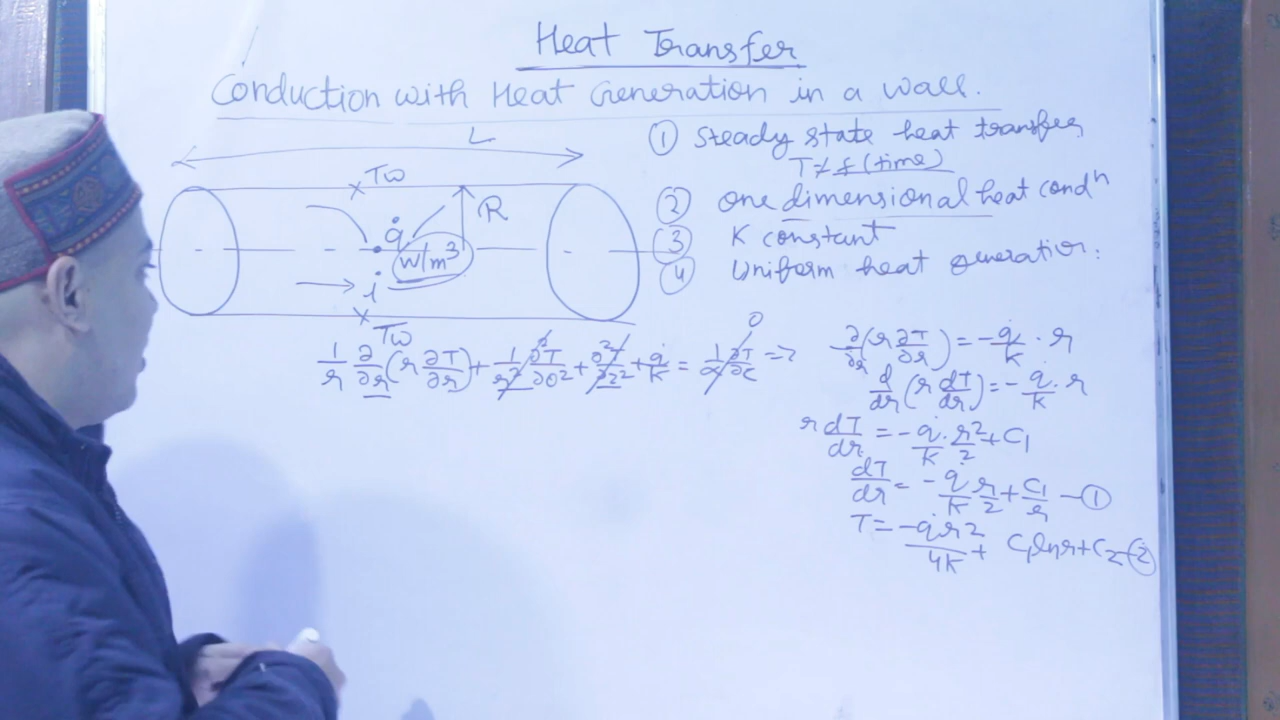 Heat Transfer
Conduction with Heat Generation in a wall.
L
① Steady state heat transfer
T ≠ f (time)
Tw
② one dimensional heat condⁿ
R
③ K constant
q̇
w/m³
④ Uniform heat generation.
i
Tw
1/r ∂/∂r (r ∂T/∂r) + 1/r² ∂²T/∂θ² + ∂²T/∂z² + q̇/k = 1/α ∂T/∂τ 0 =>
∂/∂r (r ∂T/∂r) = -q̇/k · r
d/dr (r dT/dr) = -q̇/k · r
r dT/dr = -q̇/k · r²/2 + C₁
dT/dr = -q̇/k r/2 + C₁/r —①
T = -q̇r²/4k + C₁lnr + C₂ —②